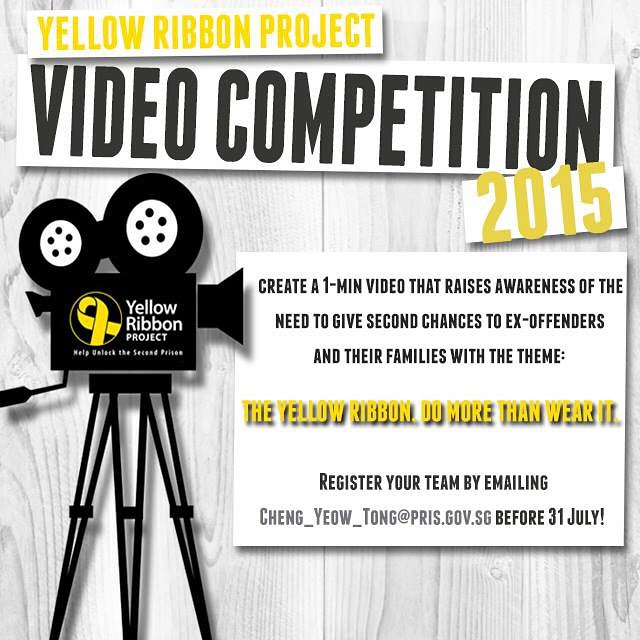 YELLOW RIBBON PROJECT
VIDEO COMPETITION
2015
Yellow
Ribbon
PROJECT
Help Unlock the Second Prison
CREATE A 1-MIN VIDEO THAT RAISES AWARENESS OF THE
NEED TO GIVE SECOND CHANCES TO EX-OFFENDERS
AND THEIR FAMILIES WITH THE THEME:
THE YELLOW RIBBON. DO MORE THAN WEAR IT.
REGISTER YOUR TEAM BY EMAILING
CHENG_YEOW_TONG@PRIS.GOV.SG BEFORE 31 JULY!